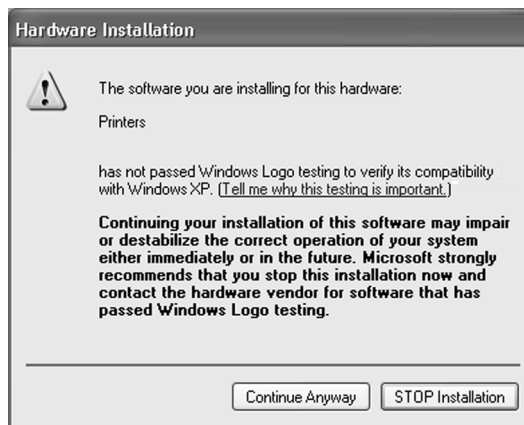 Hardware Installation
The software you are installing for this hardware:
Printers
has not passed Windows Logo testing to verify its compatibility
with Windows XP. (Tell me why this testing is important.)
Continuing your installation of this software may impair
or destabilize the correct operation of your system
either immediately or in the future. Microsoft strongly
recommends that you stop this installation now and
contact the hardware vendor for software that has
passed Windows Logo testing.
Continue Anyway
STOP Installation